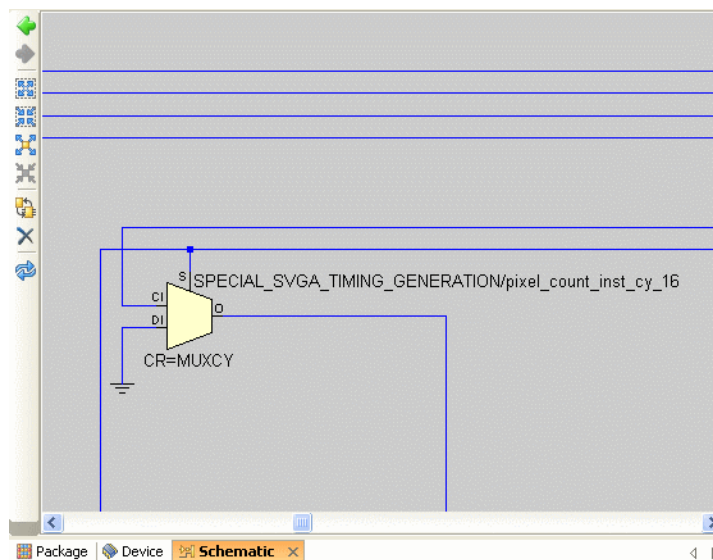 S
SPECIAL_SVGA_TIMING_GENERATION/pixel_count_inst_cy_16
CI
O
DI
CR=MUXCY
Package
Device
Schematic